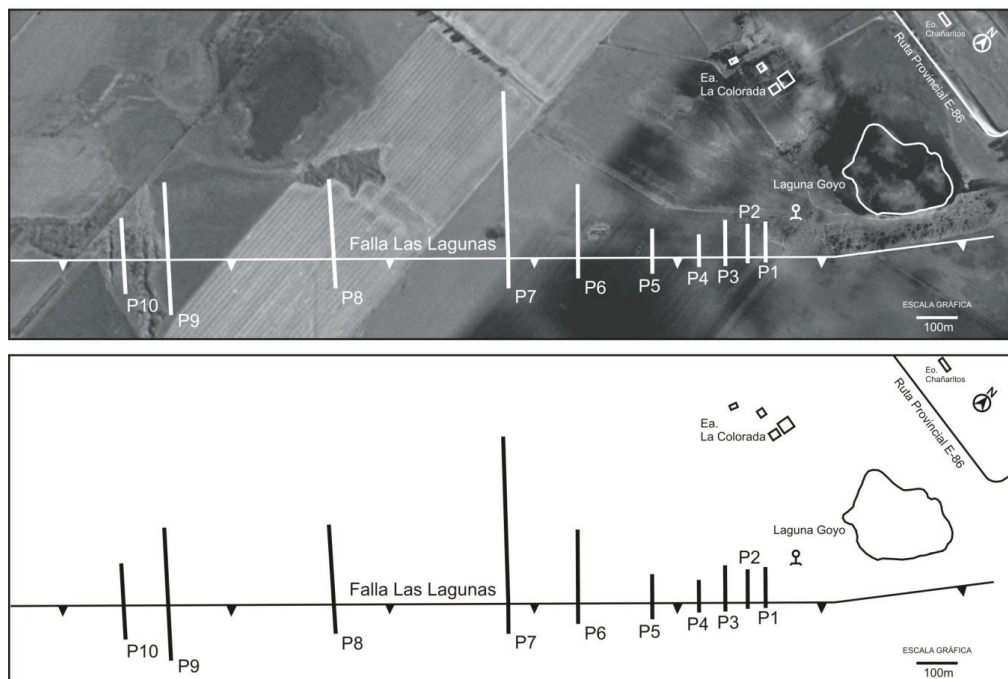 Eo.
Chañaritos
N
Ruta Provincial E-86
Ea.
La Colorada
Laguna Goyo
Falla Las Lagunas
P10
P9
P8
P7
P6
P5
P4
P3
P2
P1
ESCALA GRÁFICA
100m
Eo.
Chañaritos
N
Ruta Provincial E-86
Ea.
La Colorada
Laguna Goyo
Falla Las Lagunas
P10
P9
P8
P7
P6
P5
P4
P3
P2
P1
ESCALA GRÁFICA
100m